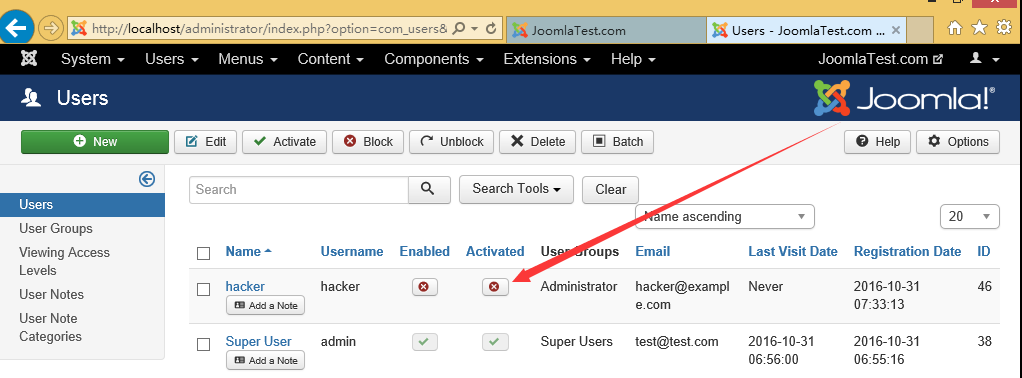 http://localhost/administrator/index.php?option=com_users&
JoomlaTest.com
Users - JoomlaTest.com ...
System Users Menus Content Components Extensions Help JoomlaTest.com
Users
Joomla!®
New Edit Activate Block Unblock Delete Batch Help Options
Search Search Tools Clear
Name ascending 20
Users
User Groups
Viewing Access
Levels
User Notes
User Note
Categories
Name Username Enabled Activated User Groups Email Last Visit Date Registration Date ID
hacker hacker Administrator hacker@exampl Never 2016-10-31 46
Add a Note e.com 07:33:13
Super User admin Super Users test@test.com 2016-10-31 2016-10-31 38
Add a Note 06:56:00 06:55:16